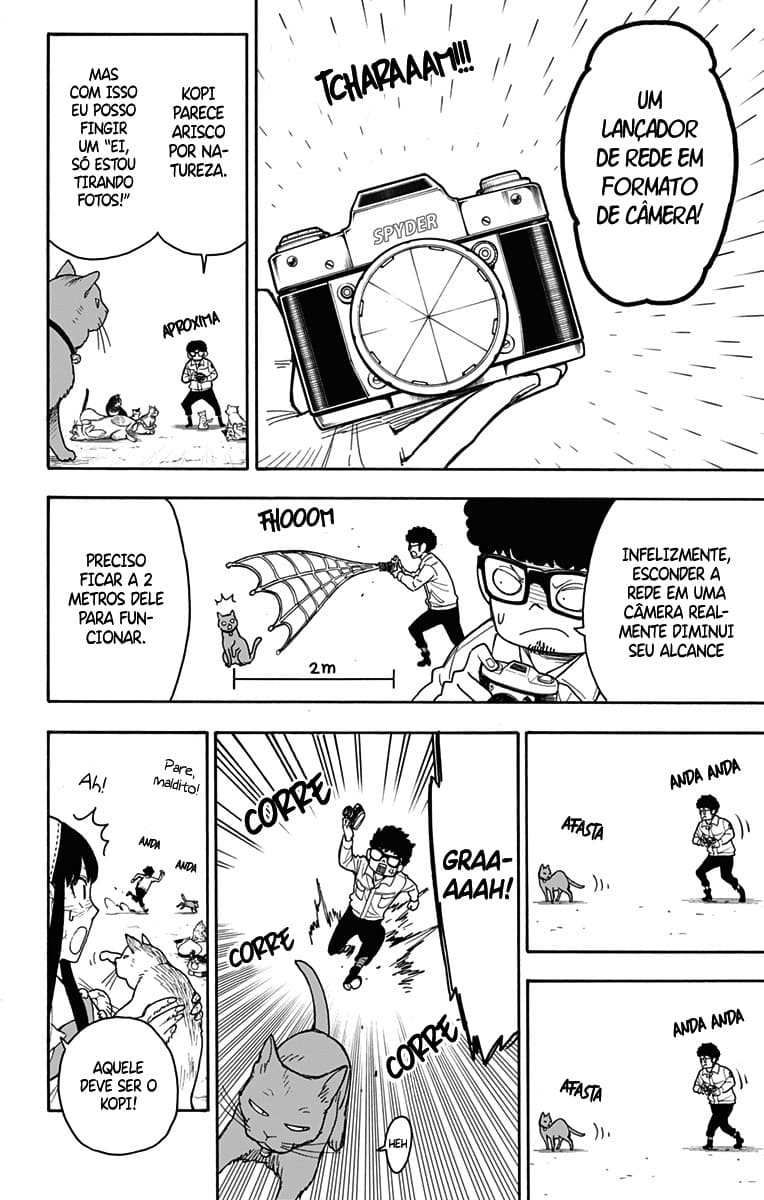 TCHARAAAM!!!
UM
LANÇADOR
DE REDE EM
FORMATO
DE CÂMERA!
SPYDER
KOPI
PARECE
ARISCO
POR NA-
TUREZA.
MAS
COM ISSO
EU POSSO
FINGIR
UM "EI,
SÓ ESTOU
TIRANDO
FOTOS!"
APROXIMA
INFELIZMENTE,
ESCONDER A
REDE EM UMA
CÂMERA REAL-
MENTE DIMINUI
SEU ALCANCE
FHOOOM
2m
PRECISO
FICAR A 2
METROS DELE
PARA FUN-
CIONAR.
ANDA ANDA
AFASTA
ANDA ANDA
AFASTA
GRAA-
AAAH!
CORRE
CORRE
CORRE
HEH
Pare,
maldito!
Ah!
ANDA
ANDA
AQUELE
DEVE SER O
KOPI!